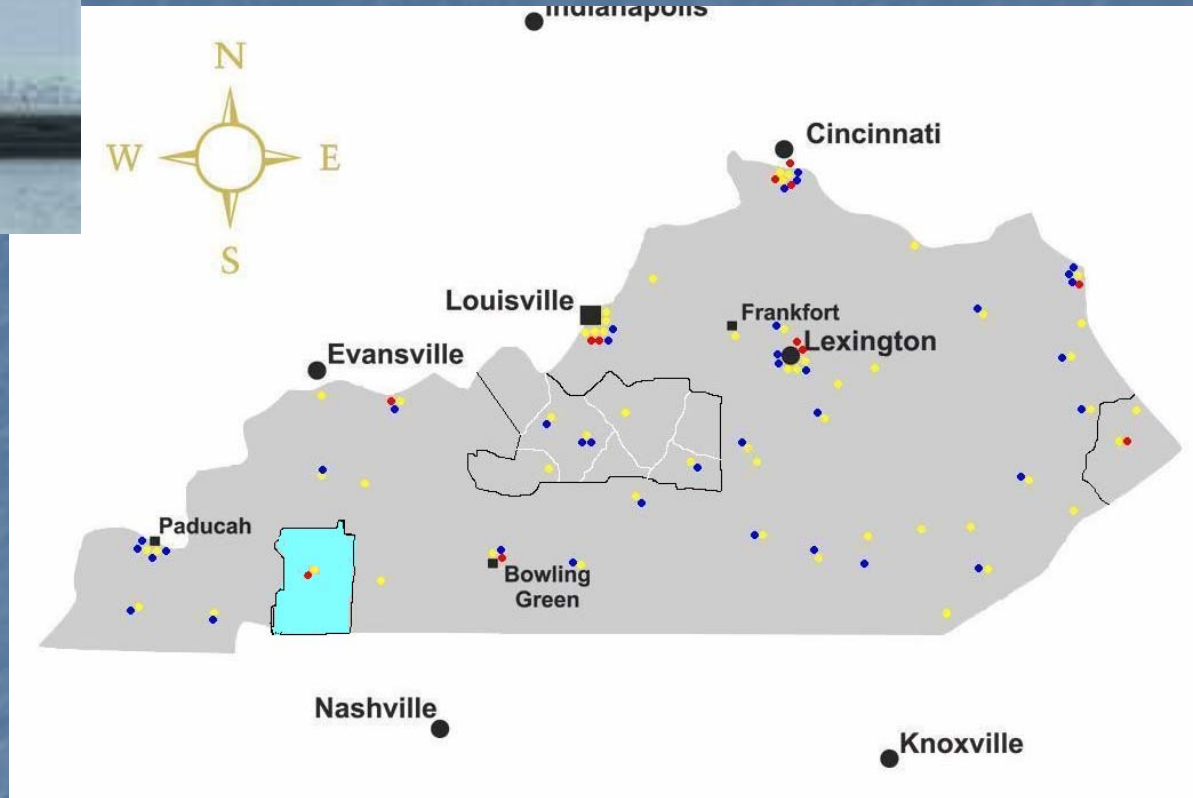 Indianapolis
N
W
E
S
Cincinnati
Louisville
Frankfort
Lexington
Evansville
Paducah
Bowling
Green
Nashville
Knoxville